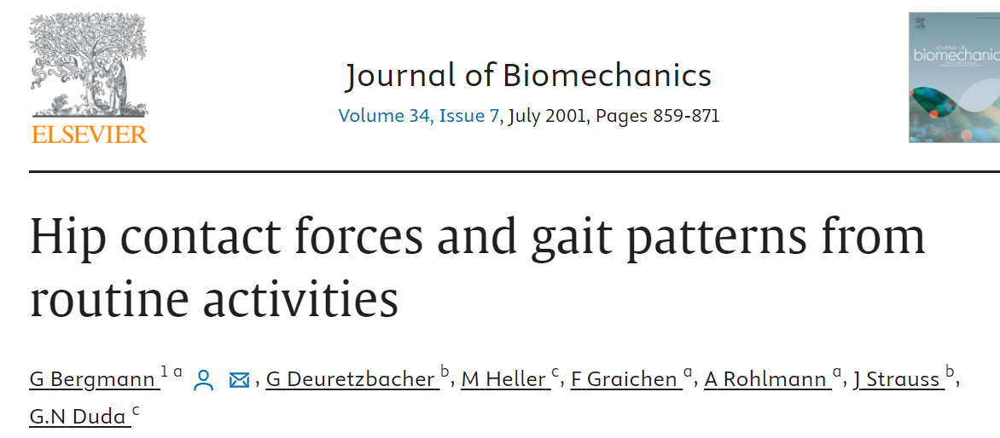 Journal of Biomechanics
Volume 34, Issue 7, July 2001, Pages 859-871
ELSEVIER
JOURNAL OF
biomechanic
Hip contact forces and gait patterns from
routine activities
G Bergmann 1 a, G Deuretzbacher b, M Heller c, F Graichen a, A Rohlmann a, J Strauss b,
G.N Duda c